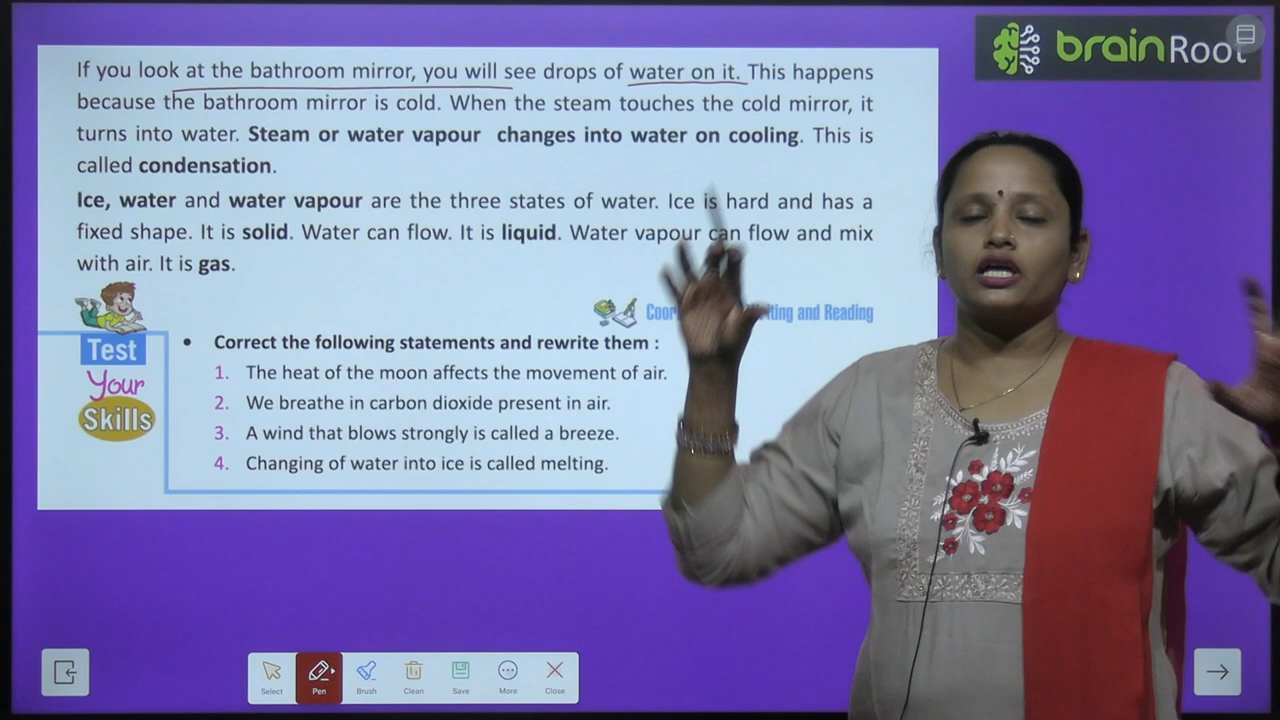 brainRoot
If you look at the bathroom mirror, you will see drops of water on it. This happens
because the bathroom mirror is cold. When the steam touches the cold mirror, it
turns into water. Steam or water vapour changes into water on cooling. This is
called condensation.
Ice, water and water vapour are the three states of water. Ice is hard and has a
fixed shape. It is solid. Water can flow. It is liquid. Water vapour can flow and mix
with air. It is gas.
and Reading
Test
Your
Skills
• Correct the following statements and rewrite them :
1. The heat of the moon affects the movement of air.
2. We breathe in carbon dioxide present in air.
3. A wind that blows strongly is called a breeze.
4. Changing of water into ice is called melting.
Select Pen Brush Clean Save More Close